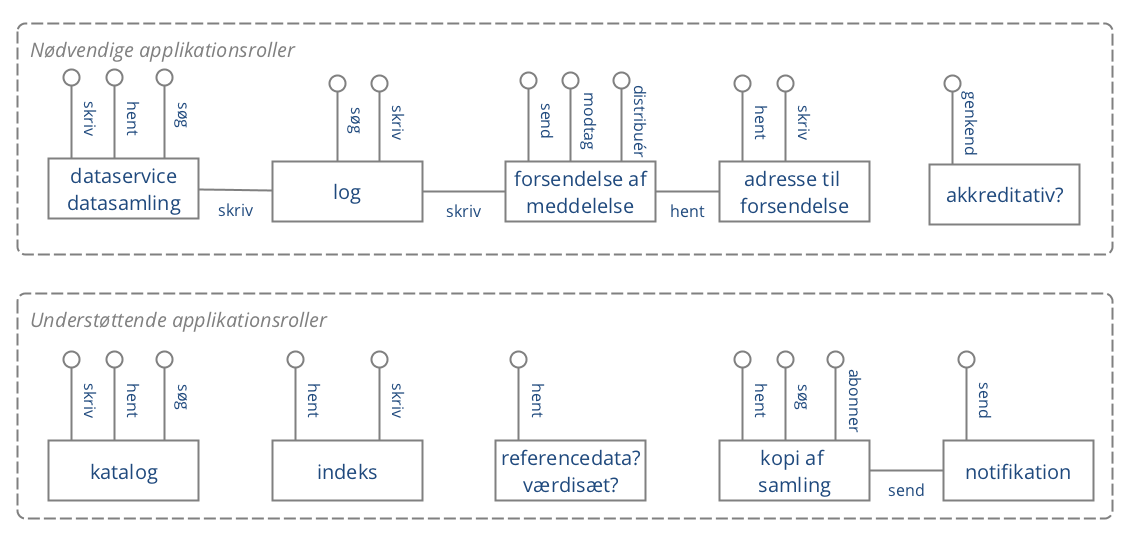 Nødvendige applikationsroller
skriv
hent
søg
søg
skriv
send
modtag
distribuér
hent
skriv
genkend
dataservice
datasamling
skriv
log
skriv
forsendelse af
meddelelse
hent
adresse til
forsendelse
akkreditativ?
Understøttende applikationsroller
skriv
hent
søg
hent
skriv
hent
hent
søg
abonner
send
katalog
indeks
referencedata?
værdisæt?
kopi af
samling
send
notifikation